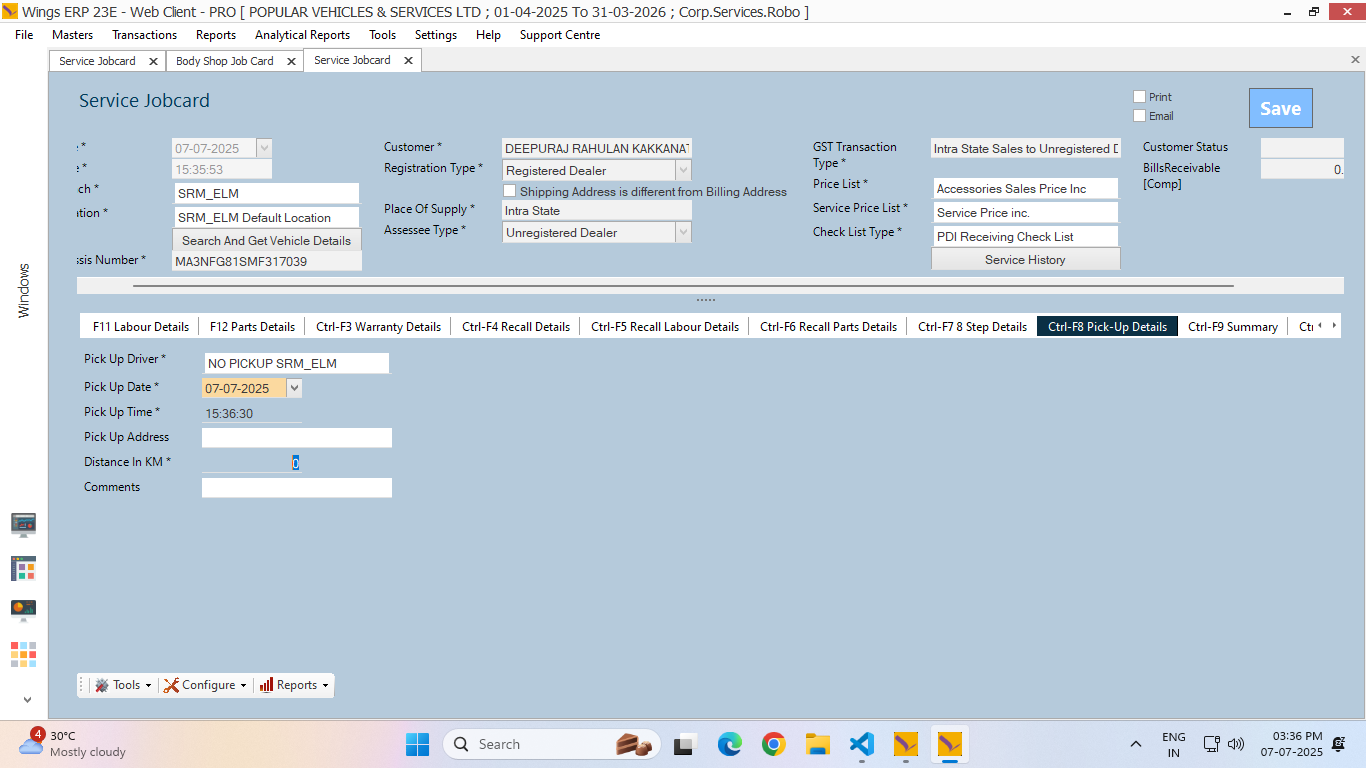 Wings ERP 23E - Web Client - PRO [ POPULAR VEHICLES & SERVICES LTD ; 01-04-2025 To 31-03-2026 ; Corp.Services.Robo ]
File Masters Transactions Reports Analytical Reports Tools Settings Help Support Centre
Service Jobcard Body Shop Job Card Service Jobcard
Service Jobcard
Print
Email
Save
07-07-2025
15:35:53
SRM_ELM
SRM_ELM Default Location
Search And Get Vehicle Details
ssis Number * MA3NFG81SMF317039
Customer * DEEPURAJ RAHULAN KAKKANAT
Registration Type * Registered Dealer
Shipping Address is different from Billing Address
Place Of Supply * Intra State
Assessee Type * Unregistered Dealer
GST Transaction
Type *
Intra State Sales to Unregistered D
Price List * Accessories Sales Price Inc
Service Price List * Service Price inc.
Check List Type * PDI Receiving Check List
Service History
Customer Status
BillsReceivable
[Comp]
0.
Windows
F11 Labour Details F12 Parts Details Ctrl-F3 Warranty Details Ctrl-F4 Recall Details Ctrl-F5 Recall Labour Details Ctrl-F6 Recall Parts Details Ctrl-F7 8 Step Details Ctrl-F8 Pick-Up Details Ctrl-F9 Summary
Pick Up Driver * NO PICKUP SRM_ELM
Pick Up Date * 07-07-2025
Pick Up Time * 15:36:30
Pick Up Address
Distance In KM * 0
Comments
Tools Configure Reports
4
30°C
Mostly cloudy
Search
ENG
IN
03:36 PM
07-07-2025